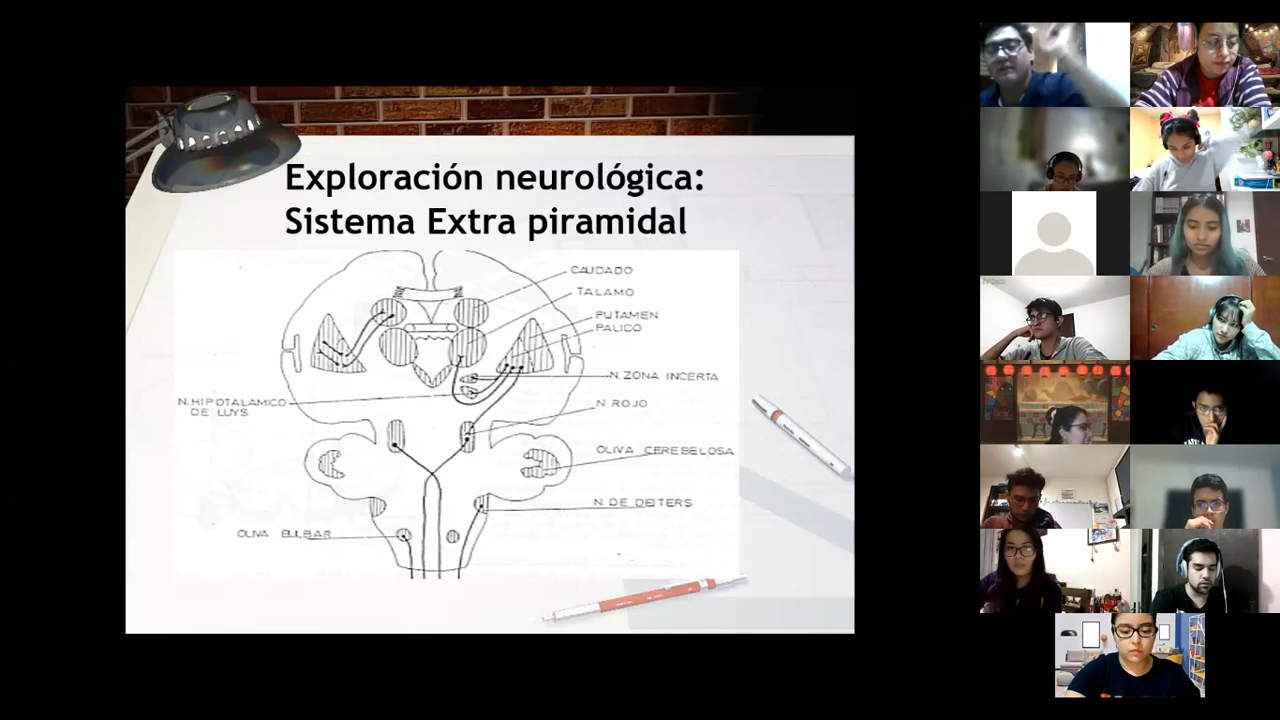 Exploración neurológica:
Sistema Extra piramidal
CAUDADO
TALAMO
PUTAMEN
PALIDO
N. ZONA INCERTA
N. HIPOTALAMICO
DE LUYS
N. ROJO
OLIVA CEREBELOSA
N. DE DEITERS
OLIVA BULBAR